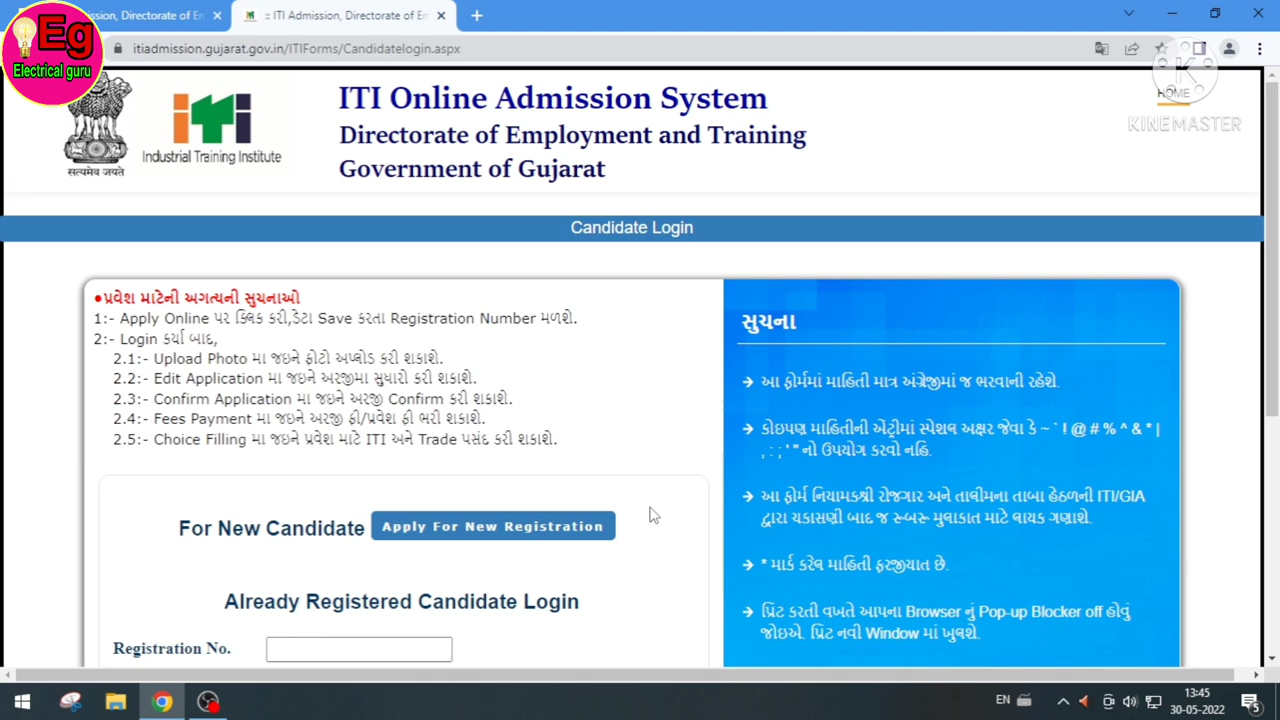 ission, Directorate of En
:: ITI Admission, Directorate of En
Eg
Electrical guru
itiadmission.gujarat.gov.in/ITIForms/Candidatelogin.aspx
सत्यमेव जयते
iTi
Industrial Training Institute
ITI Online Admission System
Directorate of Employment and Training
Government of Gujarat
HOME
K
KINEMASTER
Candidate Login
•પ્રવેશ માટેની અગત્યની સુચનાઓ
1:- Apply Online પર ક્લિક કરી,ડેટા Save કરતા Registration Number મળશે.
2:- Login કર્યા બાદ,
2.1:- Upload Photo મા જઇને ફોટો અપ્લોડ કરી શકાશે.
2.2:- Edit Application મા જઇને અરજીમા સુધારો કરી શકાશે.
2.3:- Confirm Application મા જઇને અરજી Confirm કરી શકાશે.
2.4:- Fees Payment મા જઇને અરજી ફી/પ્રવેશ ફી ભરી શકાશે.
2.5:- Choice Filling મા જઇને પ્રવેશ માટે ITI અને Trade પસંદ કરી શકાશે.
For New Candidate Apply For New Registration
Already Registered Candidate Login
Registration No.
સુચના
→ આ ફોર્મમાં માહિતી માત્ર અંગ્રેજીમાં જ ભરવાની રહેશે.
→ કોઇપણ માહિતીની એંટ્રીમાં સ્પેશલ અક્ષર જેવા કે ~ ` ! @ # % ^ & * |
, : ; ' " નો ઉપયોગ કરવો નહિ.
→ આ ફોર્મ નિયામકશ્રી રોજગાર અને તાલીમના તાબા હેઠળની ITI/GIA
દ્વારા ચકાસણી બાદ જ રૂબરૂ મુલાકાત માટે લાયક ગણાશે.
→ * માર્ક કરેલ માહિતી ફરજીયાત છે.
→ પ્રિંટ કરતી વખતે આપના Browser નું Pop-up Blocker off હોવું
જોઇએ. પ્રિંટ નવી Window માં ખુલશે.
EN
13:45
30-05-2022
5